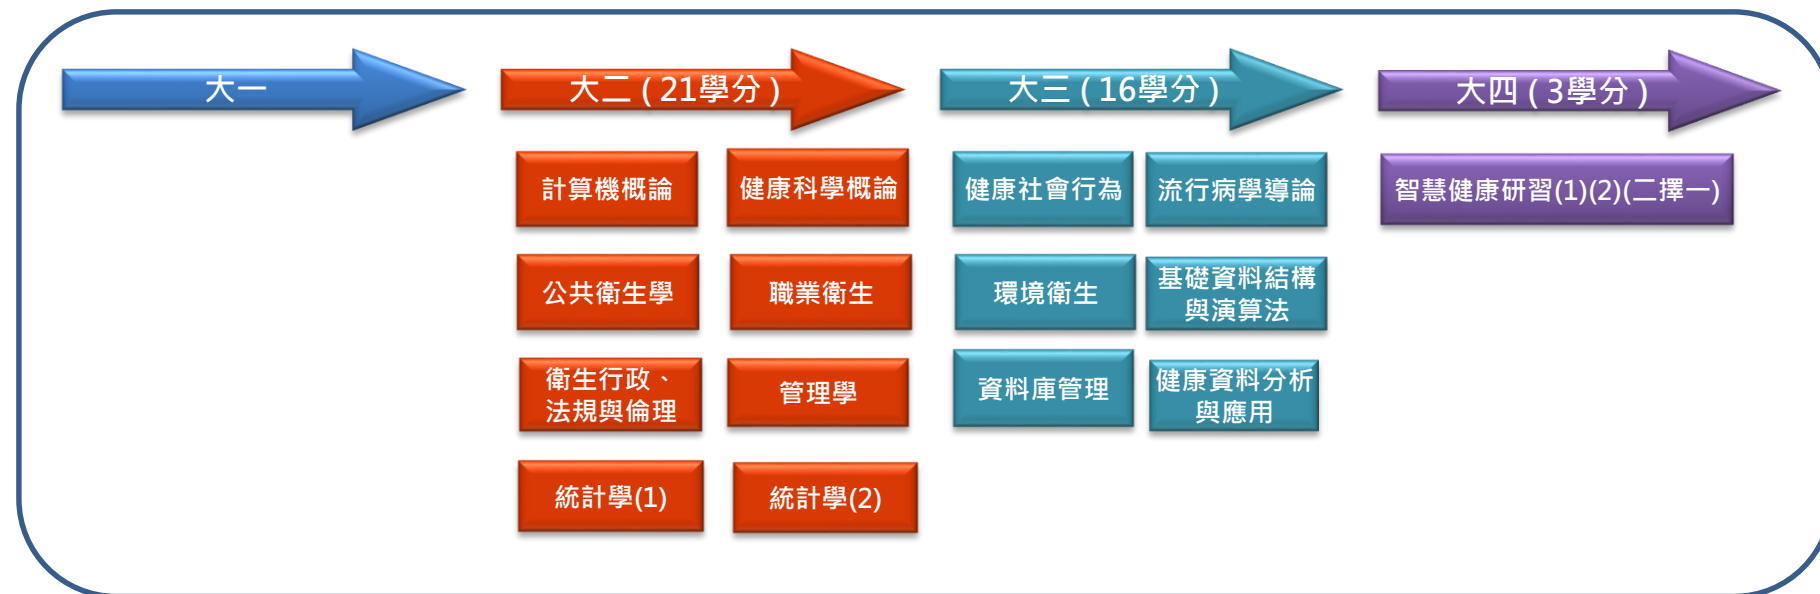 大一
大二 ( 21學分 )
大三 ( 16學分 )
大四 ( 3學分 )
計算機概論
健康科學概論
健康社會行為
流行病學導論
智慧健康研習(1)(2)(二擇一)
公共衛生學
職業衛生
環境衛生
基礎資料結構
與演算法
衛生行政、
法規與倫理
管理學
資料庫管理
健康資料分析
與應用
統計學(1)
統計學(2)